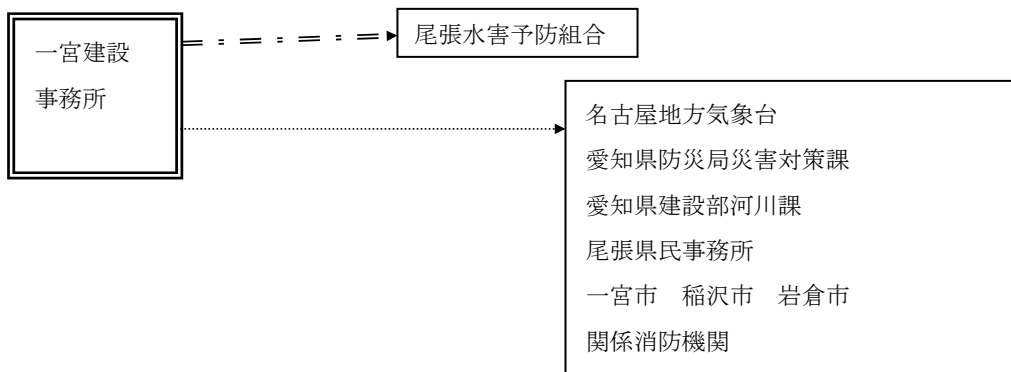 一宮建設
事務所
尾張水害予防組合
名古屋地方気象台
愛知県防災局災害対策課
愛知県建設部河川課
尾張県民事務所
一宮市　稲沢市　岩倉市
関係消防機関